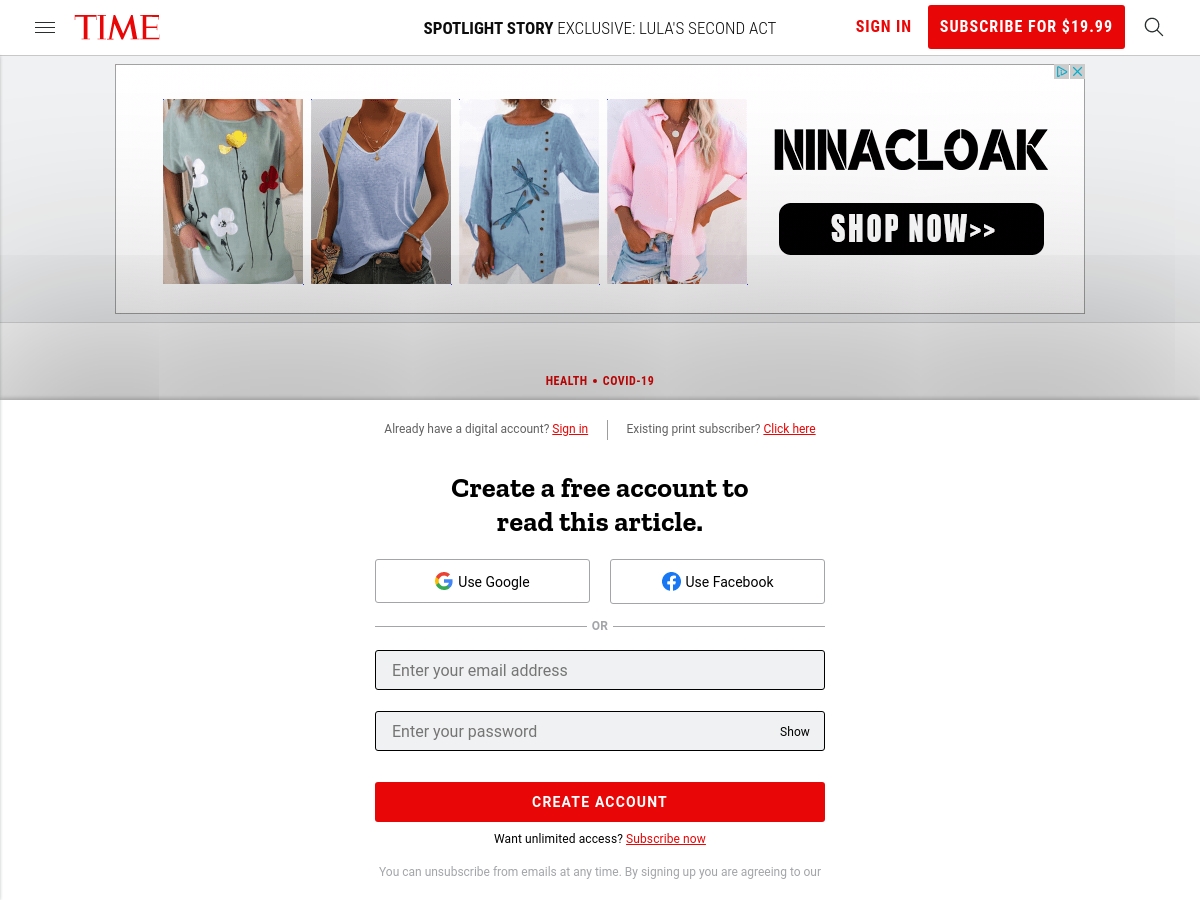 TIME
SPOTLIGHT STORY EXCLUSIVE: LULA'S SECOND ACT
SIGN IN
SUBSCRIBE FOR $19.99
NINACLOAK
SHOP NOW>>
HEALTH • COVID-19
Already have a digital account? Sign in
Existing print subscriber? Click here
Create a free account to
read this article.
Use Google
Use Facebook
OR
Enter your email address
Enter your password
Show
CREATE ACCOUNT
Want unlimited access? Subscribe now
You can unsubscribe from emails at any time. By signing up you are agreeing to our